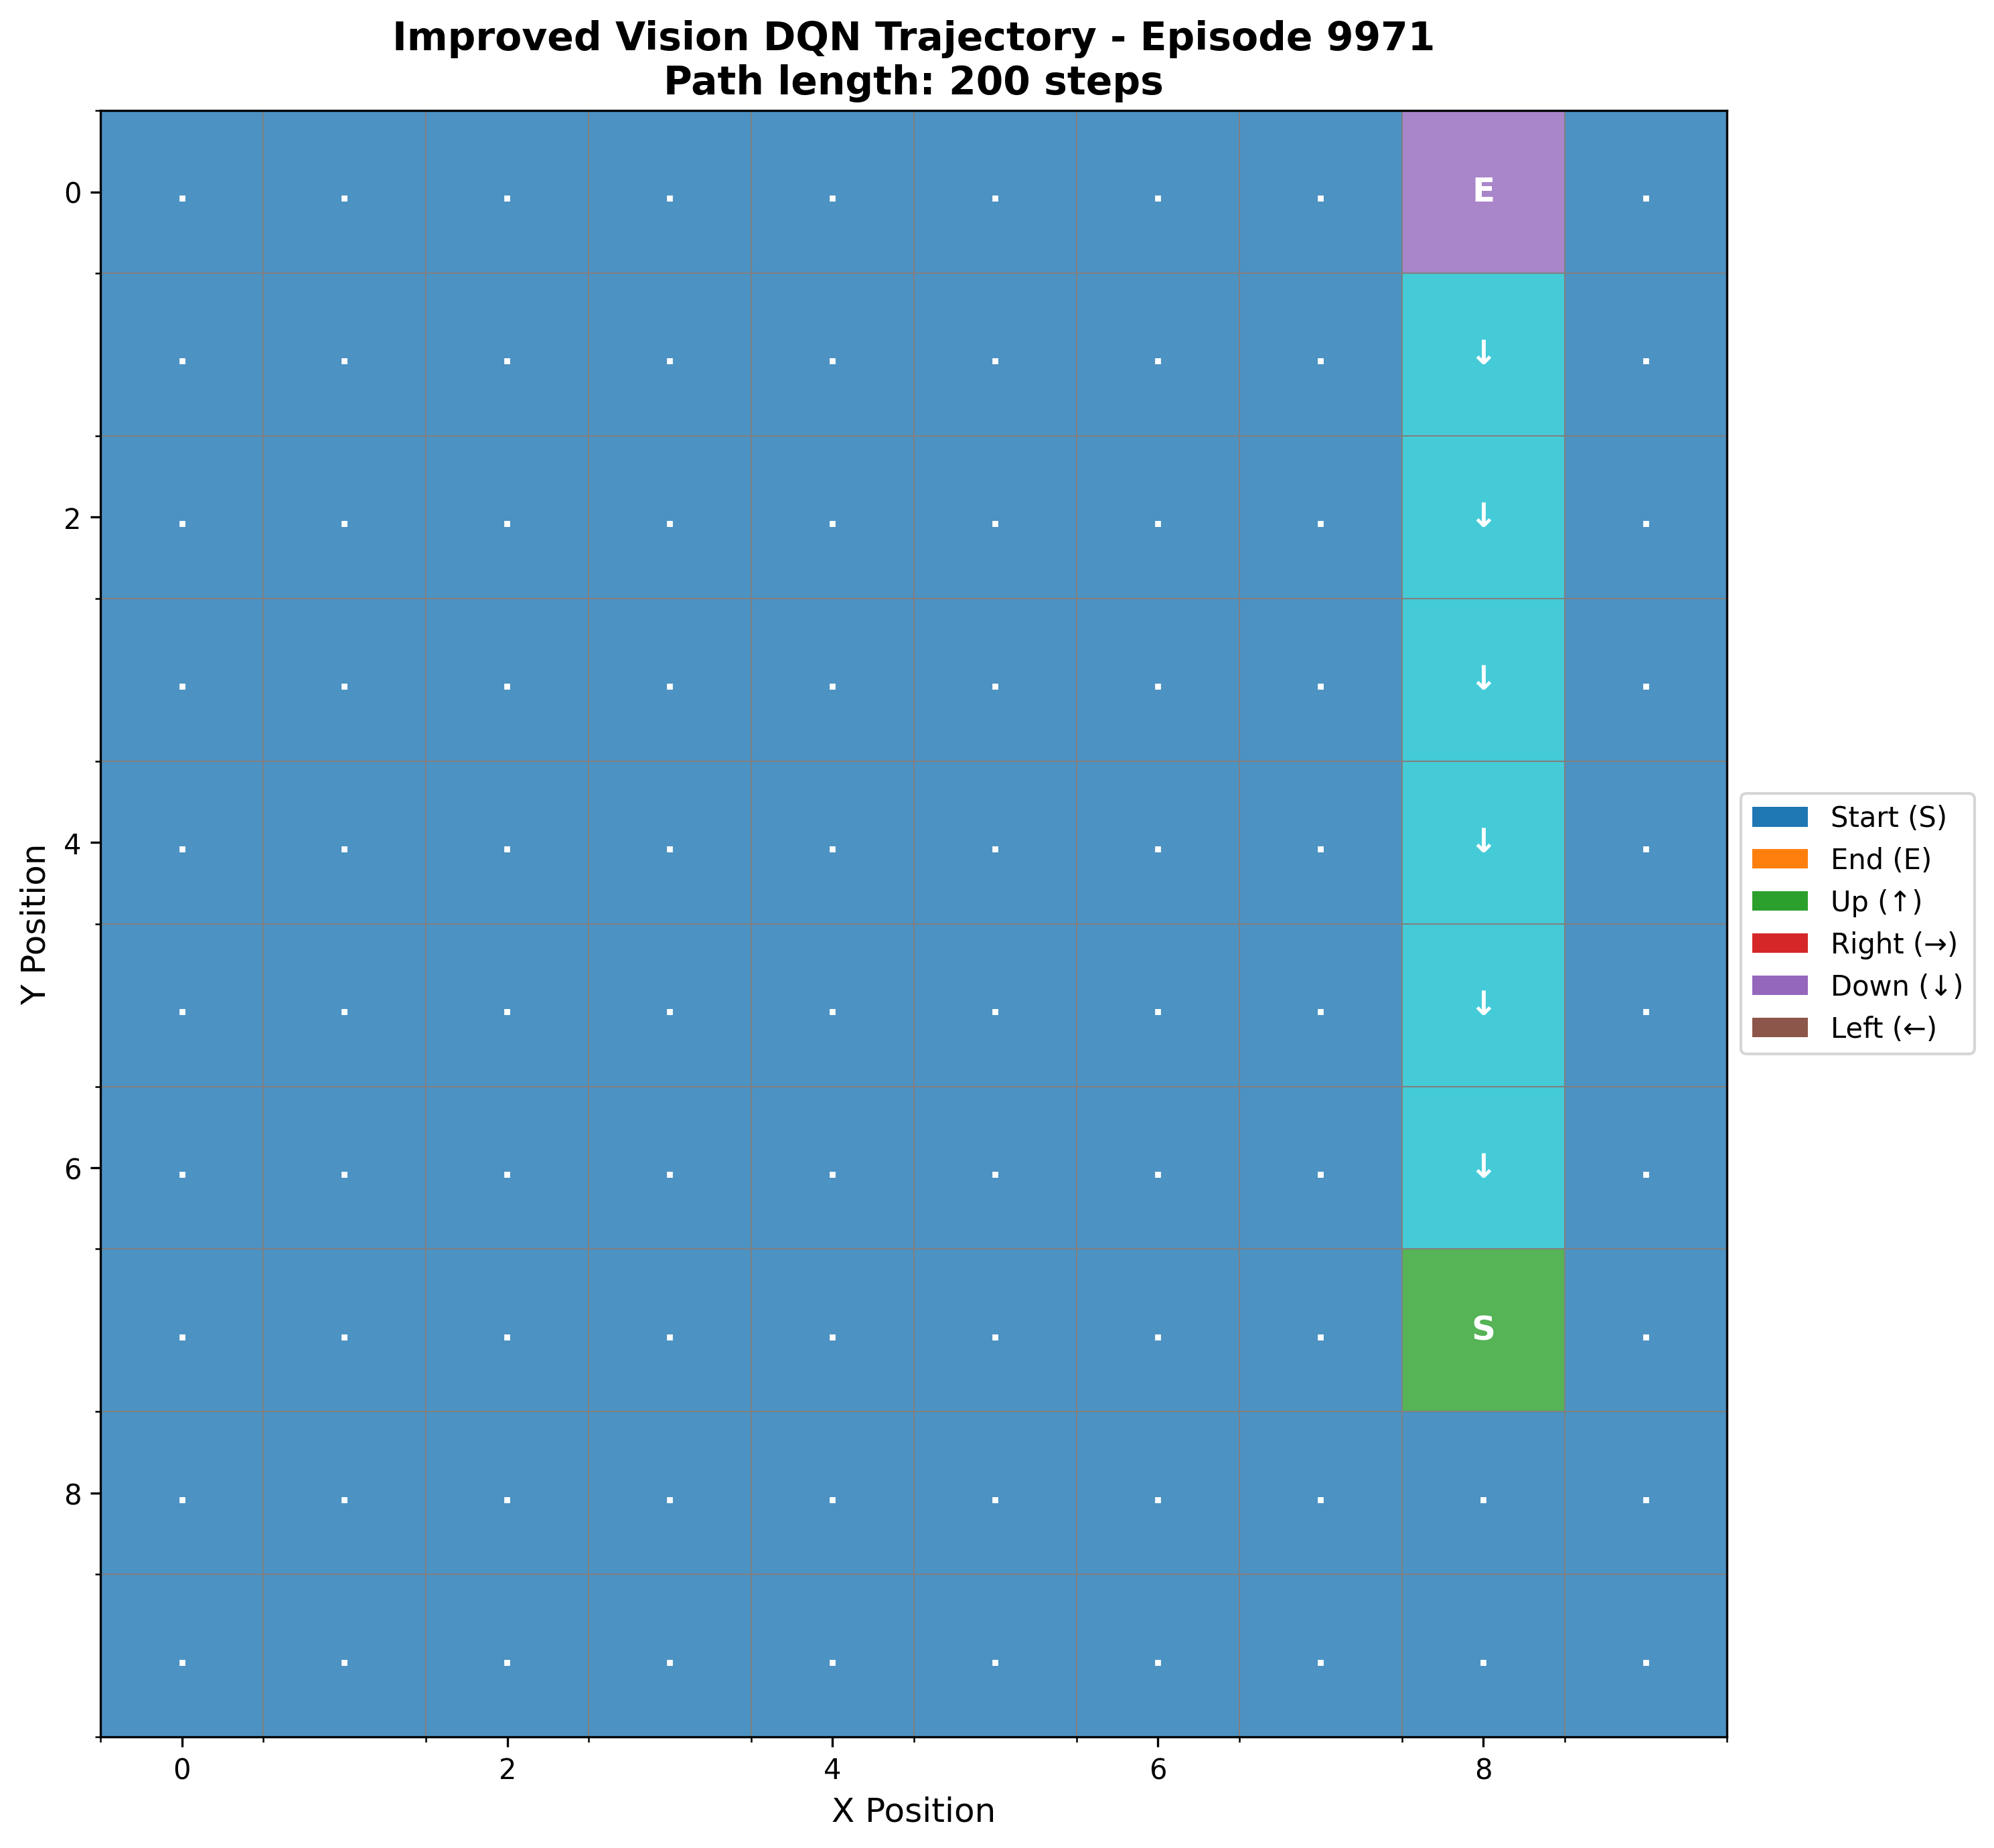 Improved Vision DQN Trajectory - Episode 9971
Path length: 200 steps
0 . . . . . . . . E .
. . . . . . . . ↓ .
2 . . . . . . . . ↓ .
. . . . . . . . ↓ .
4 . . . . . . . . ↓ .
. . . . . . . . ↓ .
6 . . . . . . . . ↓ .
. . . . . . . . S .
8 . . . . . . . . . .
. . . . . . . . . .
0 2 4 6 8
X Position
Y Position
Start (S)
End (E)
Up (↑)
Right (→)
Down (↓)
Left (←)